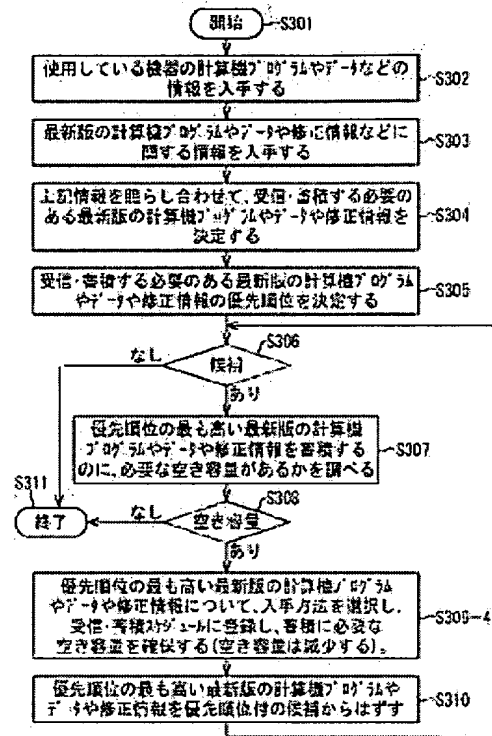 開始
S301
使用している機器の計算機プログラムやデータなどの
情報を入手する
S302
最新版の計算機プログラムやデータや修正情報などに
関する情報を入手する
S303
上記情報を照らし合わせて、受信・蓄積する必要の
ある最新版の計算機プログラムやデータや修正情報を
決定する
S304
受信・蓄積する必要のある最新版の計算機プログラム
やデータや修正情報の優先順位を決定する
S305
S306
候補
なし
あり
優先順位の最も高い最新版の計算機
プログラムやデータや修正情報を蓄積する
のに、必要な空き容量があるかを調べる
S307
S308
空き容量
なし
S311
終了
あり
優先順位の最も高い最新版の計算機プログラム
やデータや修正情報について、入手方法を選択し、
受信・蓄積スケジュールに登録し、蓄積に必要な
空き容量を確保する(空き容量は減少する)。
S309-4
優先順位の最も高い最新版の計算機プログラムや
データや修正情報を優先順位付の候補からはずす
S310